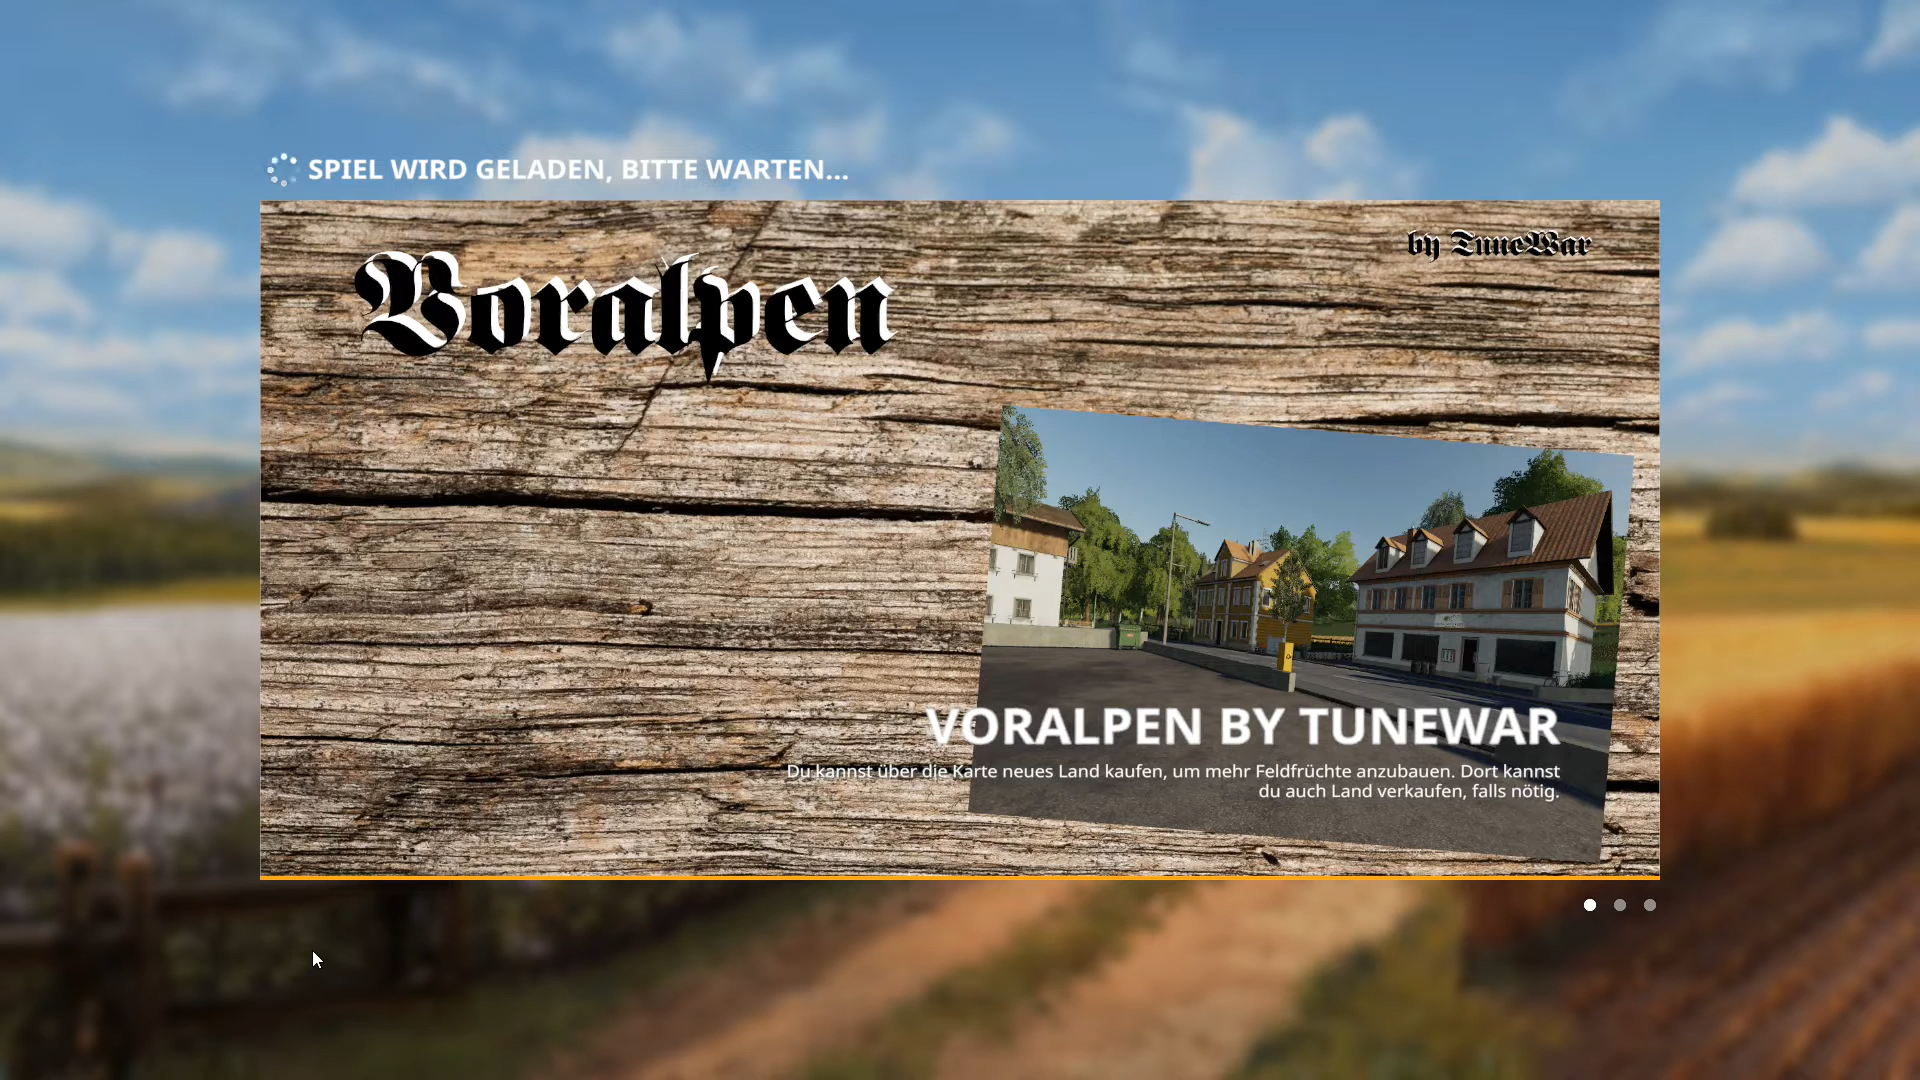 SPIEL WIRD GELADEN, BITTE WARTEN...
by TuneWar
Voralpen
VORALPEN BY TUNEWAR
Du kannst über die Karte neues Land kaufen, um mehr Feldfrüchte anzubauen. Dort kannst
du auch Land verkaufen, falls nötig.